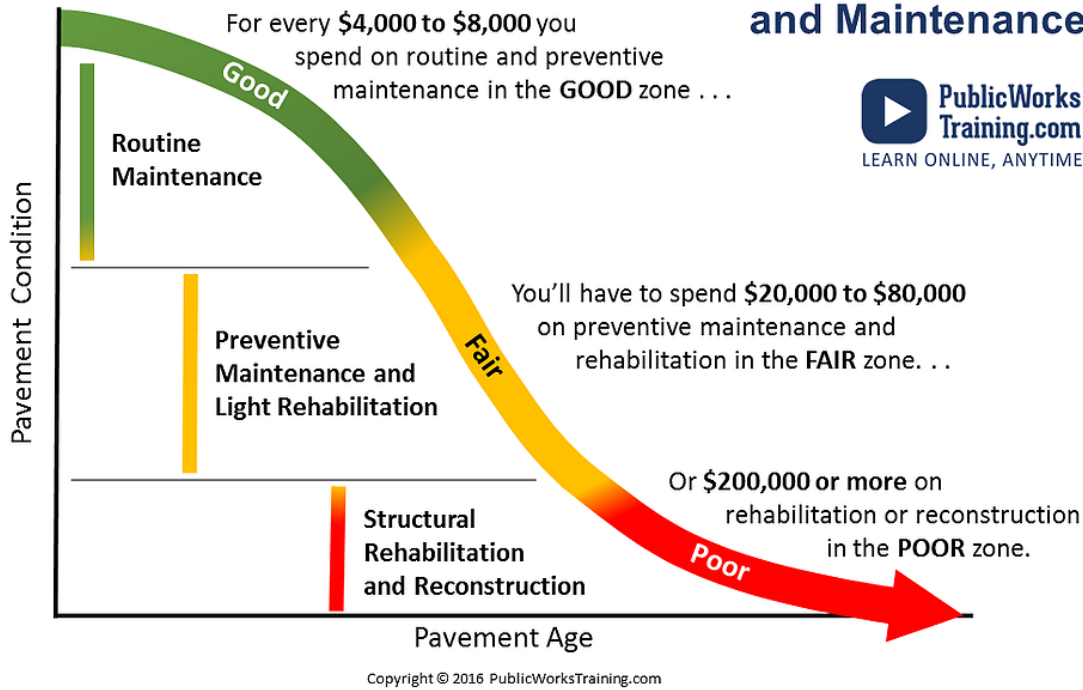 and Maintenance
PublicWorks
Training.com
LEARN ONLINE, ANYTIME
For every $4,000 to $8,000 you
spend on routine and preventive
maintenance in the GOOD zone . . .
Good
Routine
Maintenance
Pavement Condition
You’ll have to spend $20,000 to $80,000
on preventive maintenance and
rehabilitation in the FAIR zone. . .
Fair
Preventive
Maintenance and
Light Rehabilitation
Or $200,000 or more on
rehabilitation or reconstruction
in the POOR zone.
Poor
Structural
Rehabilitation
and Reconstruction
Pavement Age
Copyright © 2016 PublicWorksTraining.com